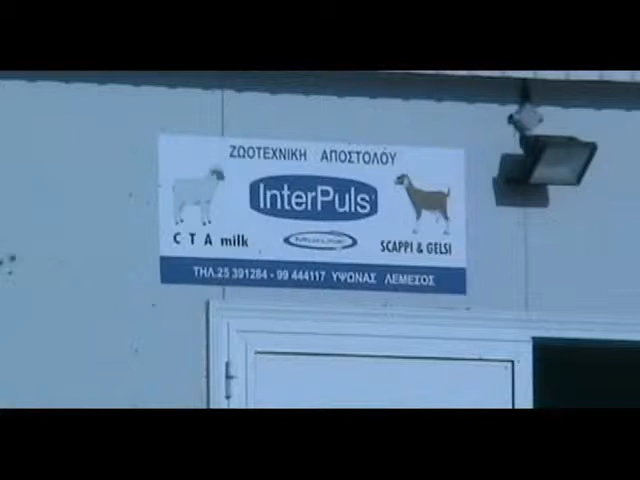 ΖΩΟΤΕΧΝΙΚΗ ΑΠΟΣΤΟΛΟΥ
InterPuls
C T A milk
SCAPPI & GELSI
ΤΗΛ.25 391284 - 99 444117 ΥΨΩΝΑΣ ΛΕΜΕΣΟΣ